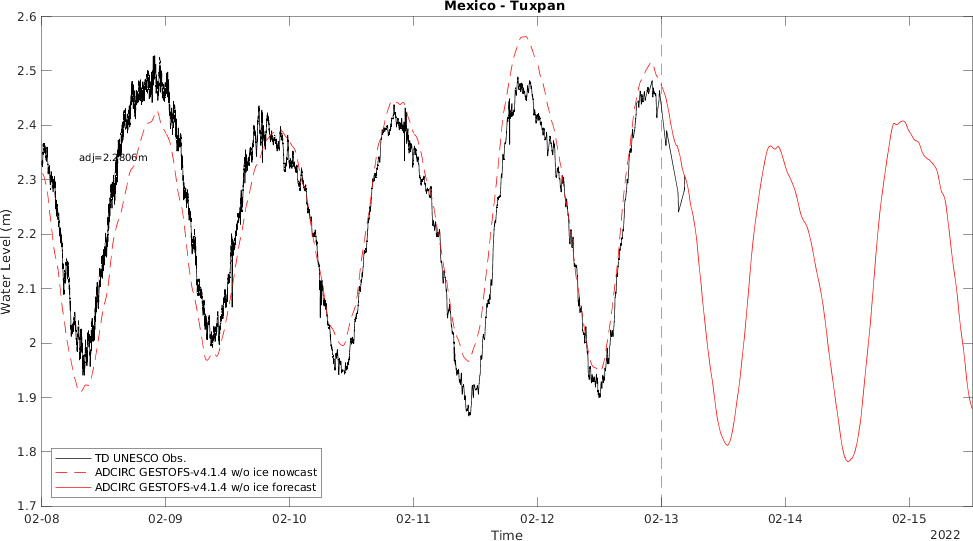 Mexico - Tuxpan
2.6
2.5
2.4
2.3
2.2
2.1
2
1.9
1.8
1.7
Water Level (m)
adj=2.2806m
TD UNESCO Obs.
ADCIRC GESTOFS-v4.1.4 w/o ice nowcast
ADCIRC GESTOFS-v4.1.4 w/o ice forecast
02-08
02-09
02-10
02-11
02-12
02-13
02-14
02-15
Time
2022